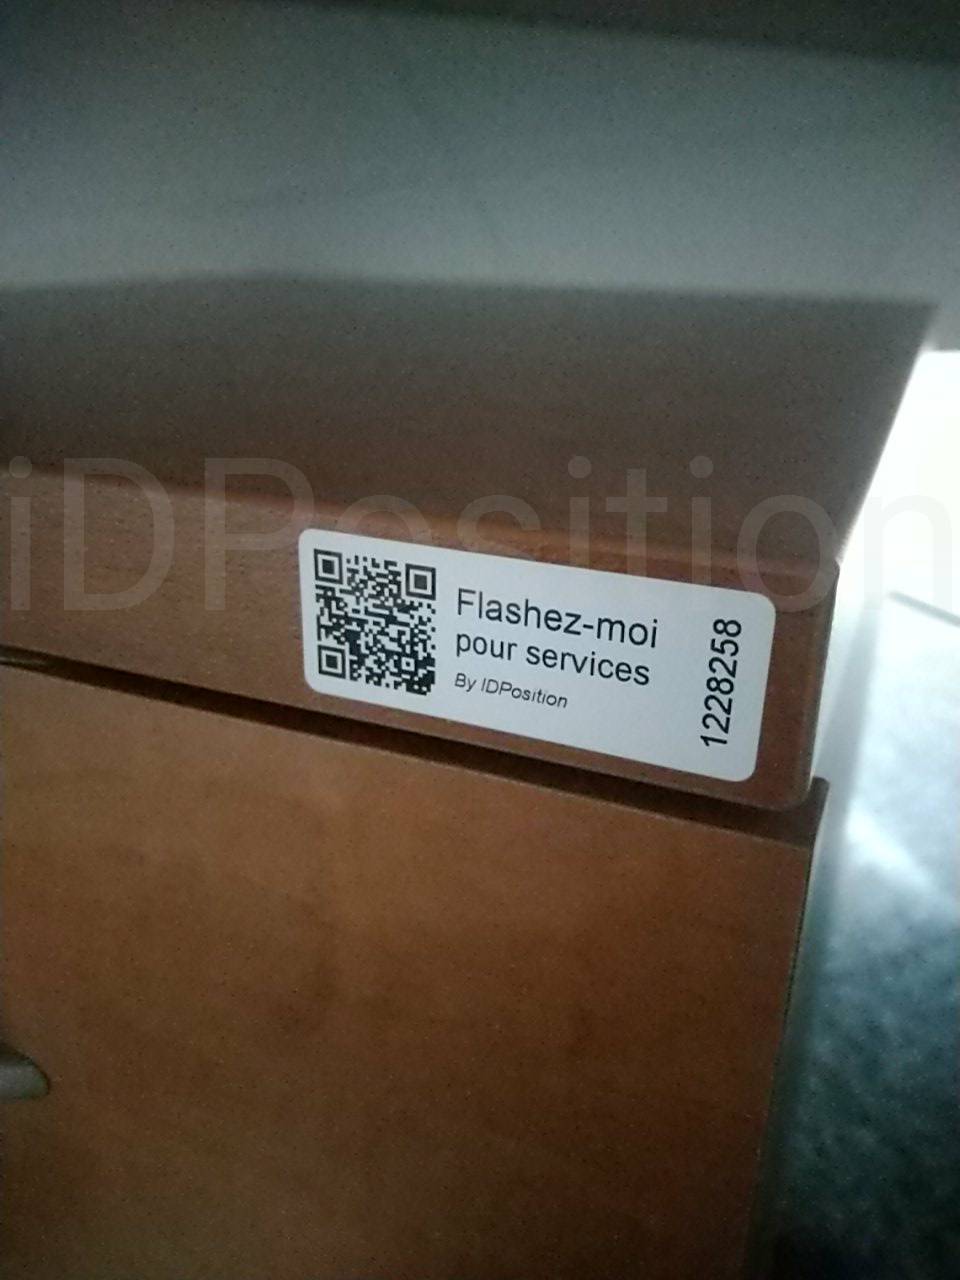 iDPosition
Flashez-moi
pour services
By IDPosition
1228258